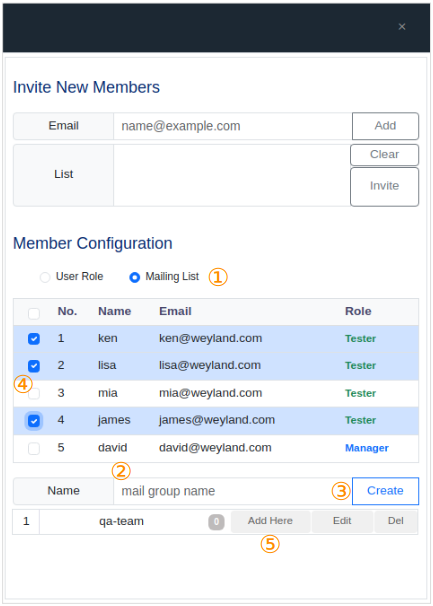 ×
Invite New Members
Email name@example.com Add
List Clear
Invite
Member Configuration
User Role Mailing List ①
No. Name Email Role
1 ken ken@weyland.com Tester
2 lisa lisa@weyland.com Tester
④
3 mia mia@weyland.com Tester
4 james james@weyland.com Tester
5 david david@weyland.com Manager
②
Name mail group name ③ Create
1 qa-team 0 Add Here Edit Del
⑤